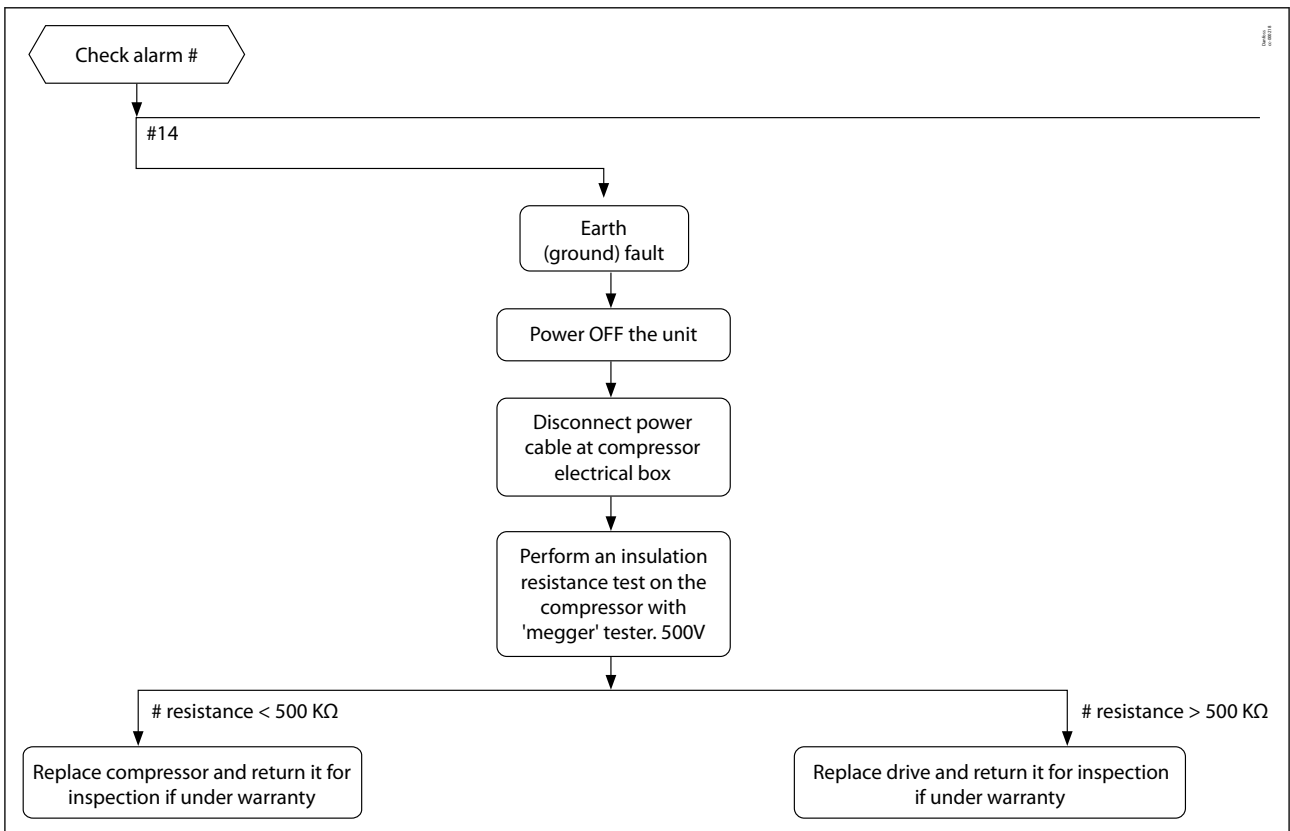 Check alarm #
Danfoss
#14
Earth
(ground) fault
Power OFF the unit
Disconnect power
cable at compressor
electrical box
Perform an insulation
resistance test on the
compressor with
'megger' tester. 500V
# resistance < 500 KΩ
# resistance > 500 KΩ
Replace compressor and return it for
inspection if under warranty
Replace drive and return it for inspection
if under warranty